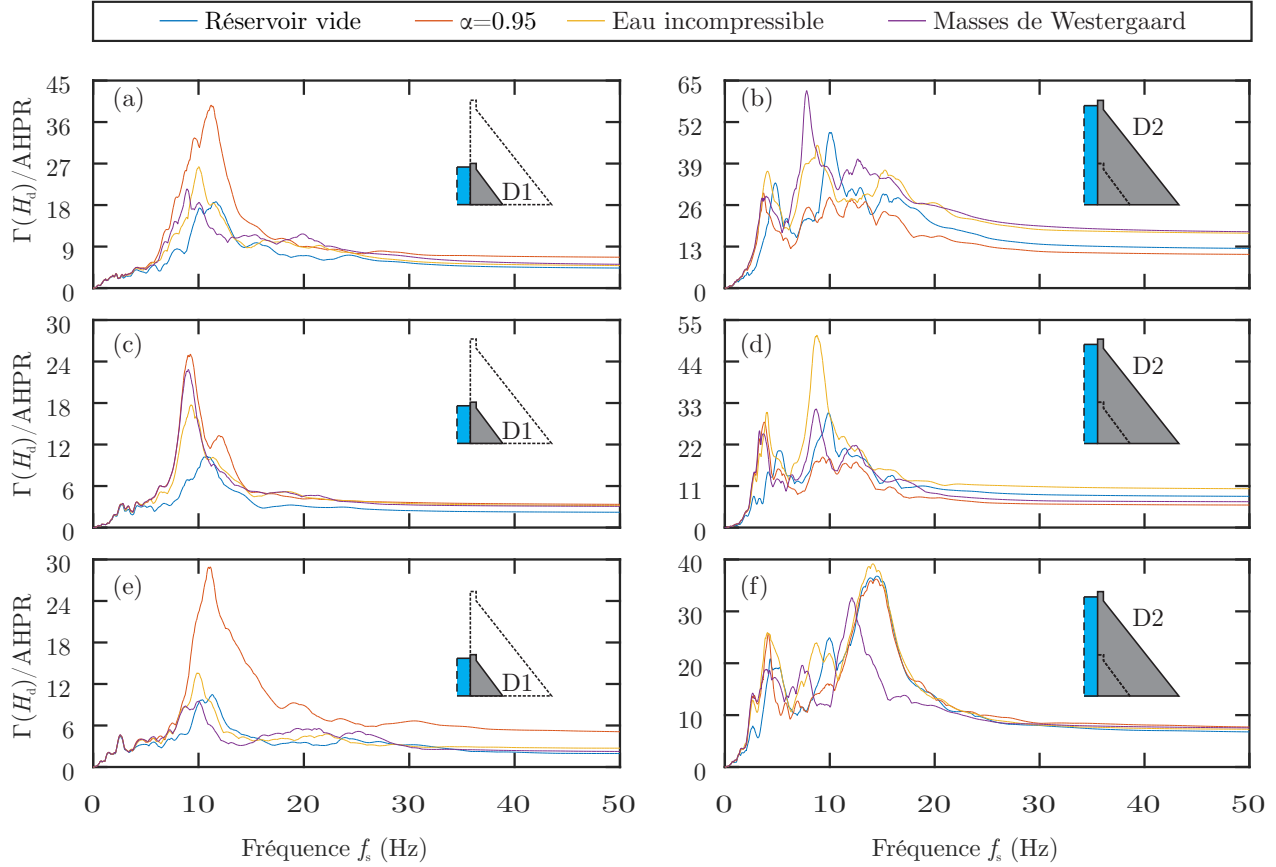 Réservoir vide α=0.95 Eau incompressible Masses de Westergaard
45
36
27
18
9
0
Γ(H_d)/AHPR
(a)
D1
65
52
39
26
13
0
(b)
D2
30
24
18
12
6
0
Γ(H_d)/AHPR
(c)
D1
55
44
33
22
11
0
(d)
D2
30
24
18
12
6
0
Γ(H_d)/AHPR
(e)
D1
0 10 20 30 40 50
Fréquence f_s (Hz)
40
30
20
10
0
(f)
D2
0 10 20 30 40 50
Fréquence f_s (Hz)